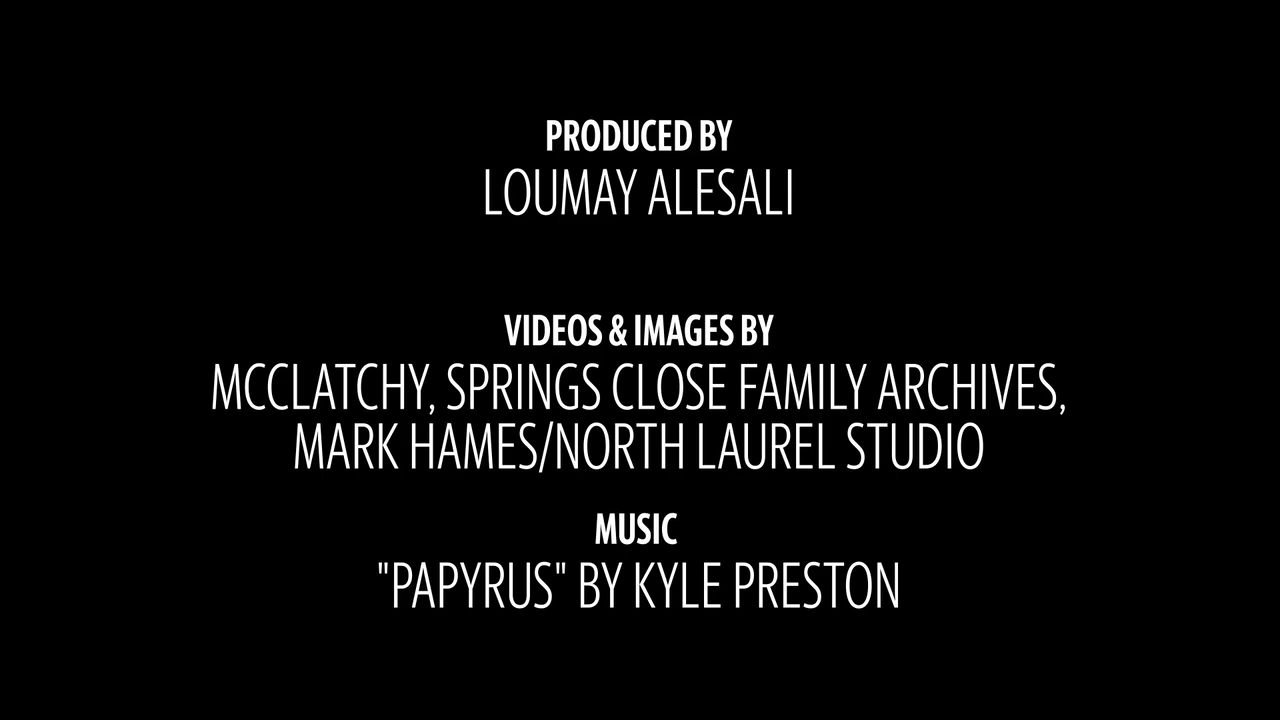 PRODUCED BY
LOUMAY ALESALI
VIDEOS & IMAGES BY
MCCLATCHY, SPRINGS CLOSE FAMILY ARCHIVES,
MARK HAMES/NORTH LAUREL STUDIO
MUSIC
"PAPYRUS" BY KYLE PRESTON